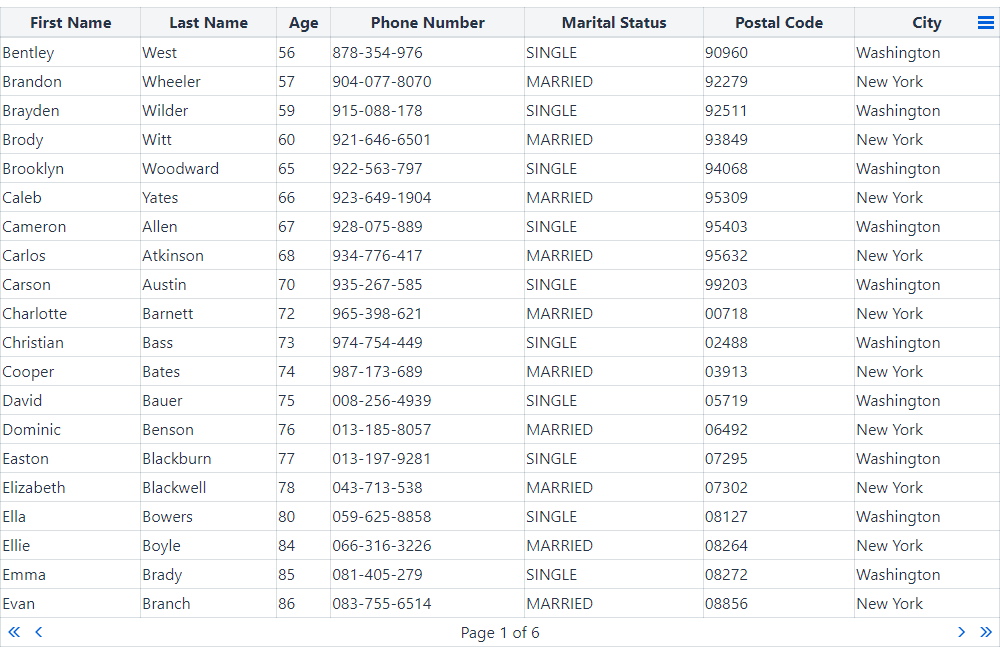 First Name Last Name Age Phone Number Marital Status Postal Code City
Bentley West 56 878-354-976 SINGLE 90960 Washington
Brandon Wheeler 57 904-077-8070 MARRIED 92279 New York
Brayden Wilder 59 915-088-178 SINGLE 92511 Washington
Brody Witt 60 921-646-6501 MARRIED 93849 New York
Brooklyn Woodward 65 922-563-797 SINGLE 94068 Washington
Caleb Yates 66 923-649-1904 MARRIED 95309 New York
Cameron Allen 67 928-075-889 SINGLE 95403 Washington
Carlos Atkinson 68 934-776-417 MARRIED 95632 New York
Carson Austin 70 935-267-585 SINGLE 99203 Washington
Charlotte Barnett 72 965-398-621 MARRIED 00718 New York
Christian Bass 73 974-754-449 SINGLE 02488 Washington
Cooper Bates 74 987-173-689 MARRIED 03913 New York
David Bauer 75 008-256-4939 SINGLE 05719 Washington
Dominic Benson 76 013-185-8057 MARRIED 06492 New York
Easton Blackburn 77 013-197-9281 SINGLE 07295 Washington
Elizabeth Blackwell 78 043-713-538 MARRIED 07302 New York
Ella Bowers 80 059-625-8858 SINGLE 08127 Washington
Ellie Boyle 84 066-316-3226 MARRIED 08264 New York
Emma Brady 85 081-405-279 SINGLE 08272 Washington
Evan Branch 86 083-755-6514 MARRIED 08856 New York
Page 1 of 6